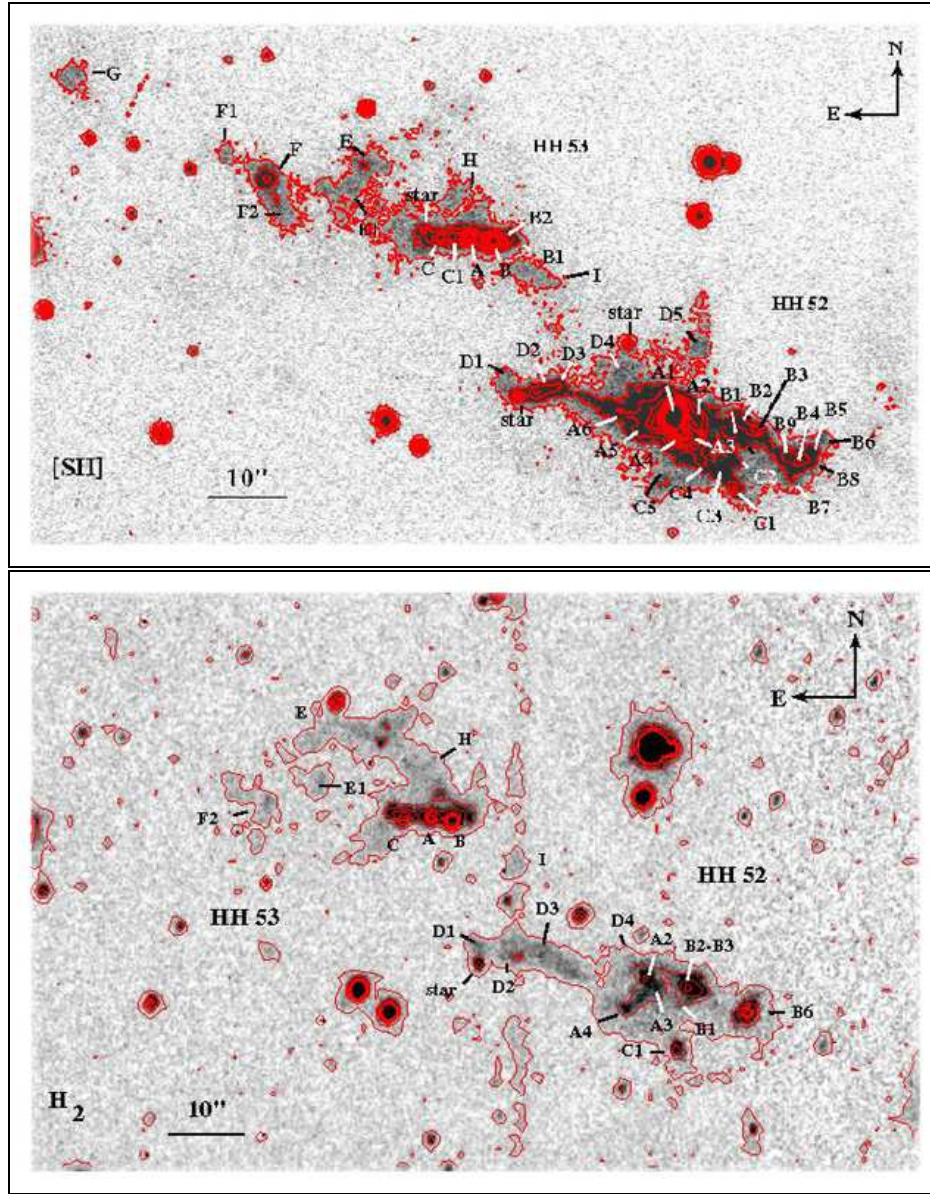 N
G
E
F1
F
E
H
HH 53
star
F2
B2
C
C1
A
B
B1
I
HH 52
D5
star
D4
D2
D3
D1
A1
A2
B1
B2
B3
B9
B4
B5
B6
star
A6
A5
A4
A3
C2
B8
[SII]
10"
C5
C4
C3
C1
B7
N
E
E
H
E1
F2
C
A
B
I
HH 52
HH 53
D1
D3
D4
A2
B2-B3
star
D2
A4
A3
B1
B6
C1
H2
10"